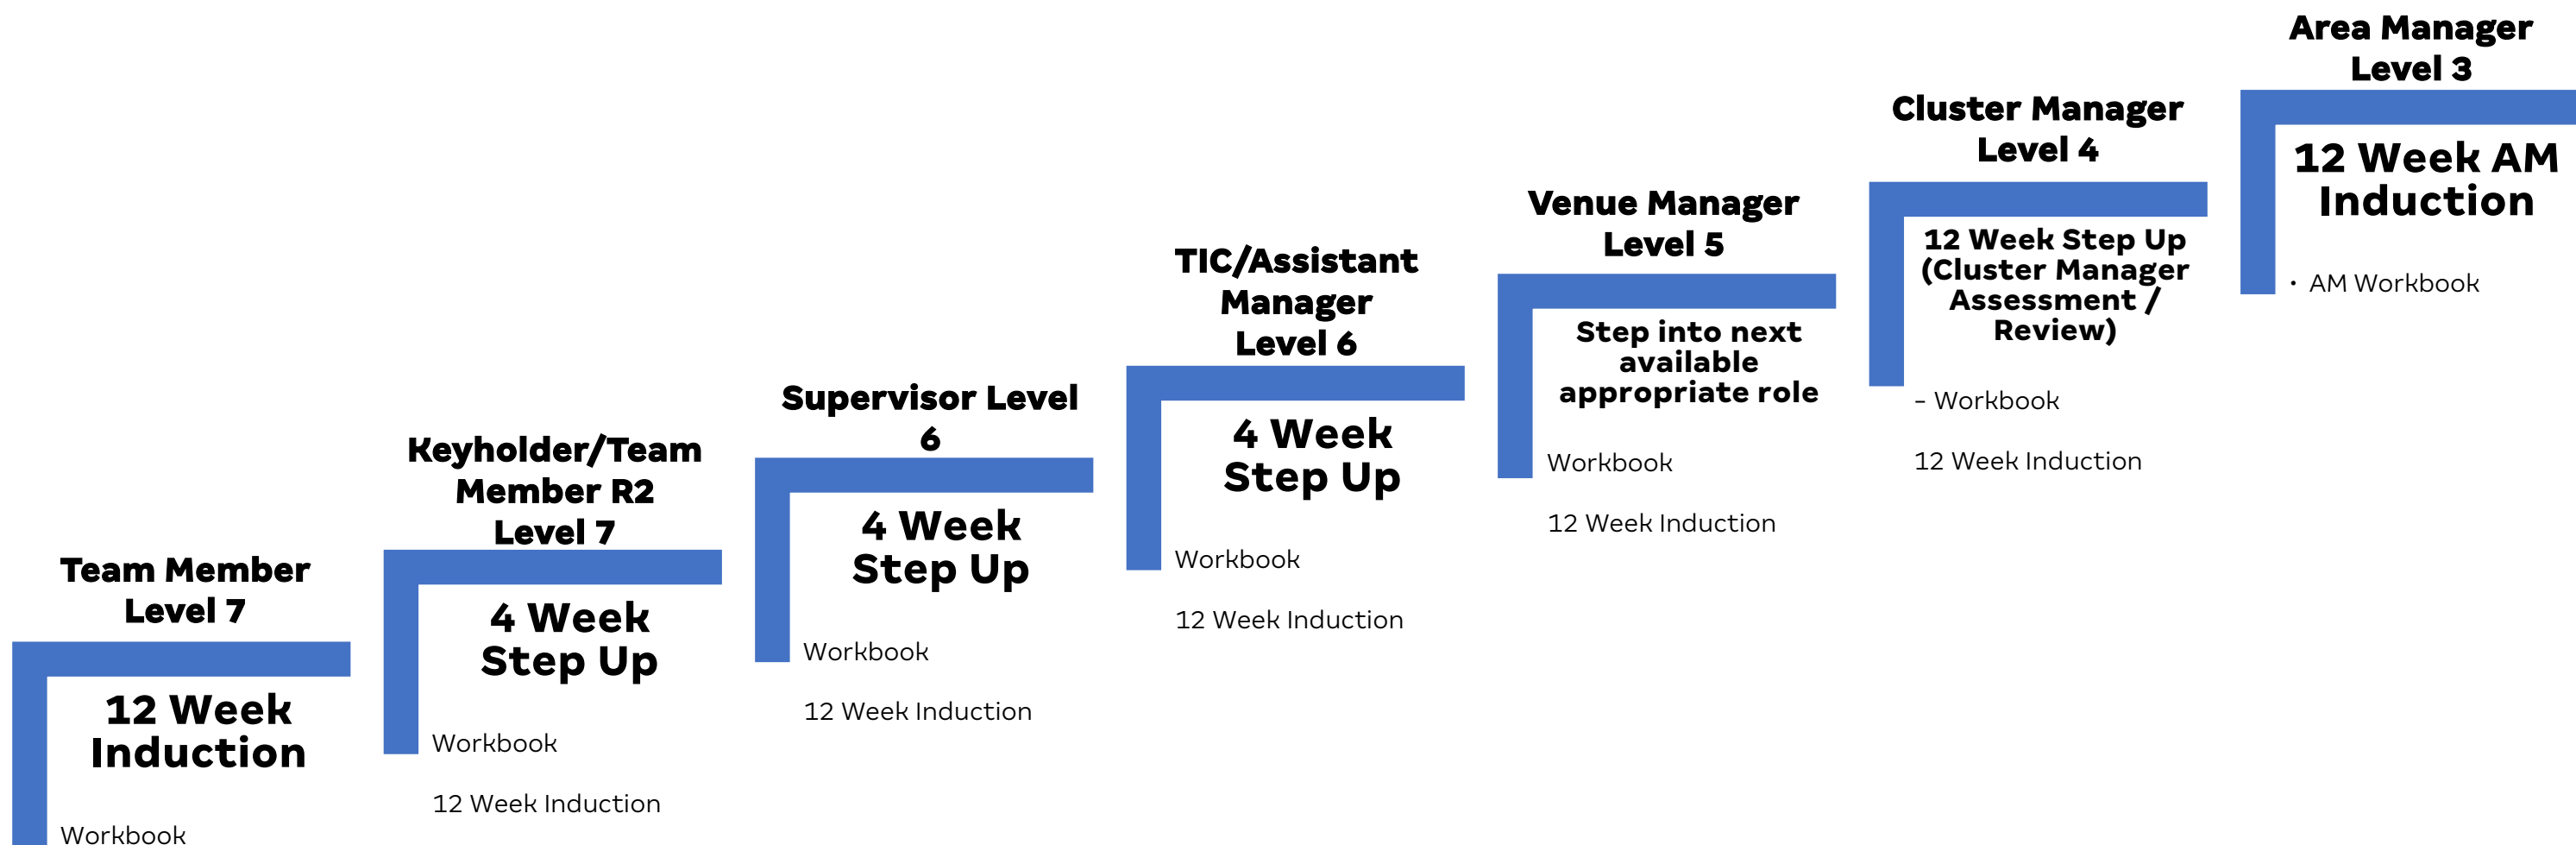 Team Member
Level 7
12 Week
Induction
Workbook
Keyholder/Team
Member R2
Level 7
4 Week
Step Up
Workbook
12 Week Induction
Supervisor Level
6
4 Week
Step Up
Workbook
12 Week Induction
TIC/Assistant
Manager
Level 6
4 Week
Step Up
Workbook
12 Week Induction
Venue Manager
Level 5
Step into next
available
appropriate role
Workbook
12 Week Induction
Cluster Manager
Level 4
12 Week Step Up
(Cluster Manager
Assessment /
Review)
- Workbook
12 Week Induction
Area Manager
Level 3
12 Week AM
Induction
• AM Workbook